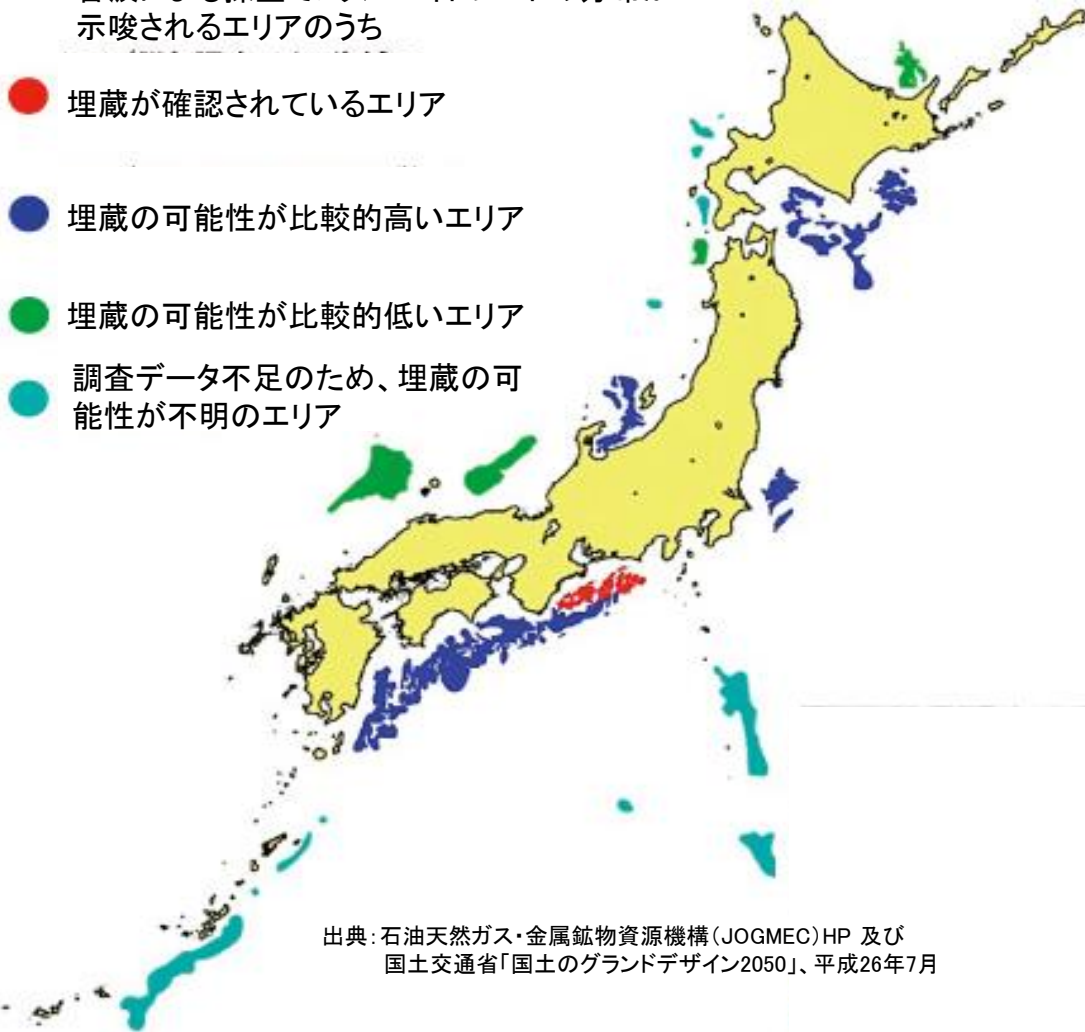 示唆されるエリアのうち
埋蔵が確認されているエリア
埋蔵の可能性が比較的高いエリア
埋蔵の可能性が比較的低いエリア
調査データ不足のため、埋蔵の可
能性が不明のエリア
出典:石油天然ガス・金属鉱物資源機構(JOGMEC)HP 及び
国土交通省「国土のグランドデザイン2050」、平成26年7月